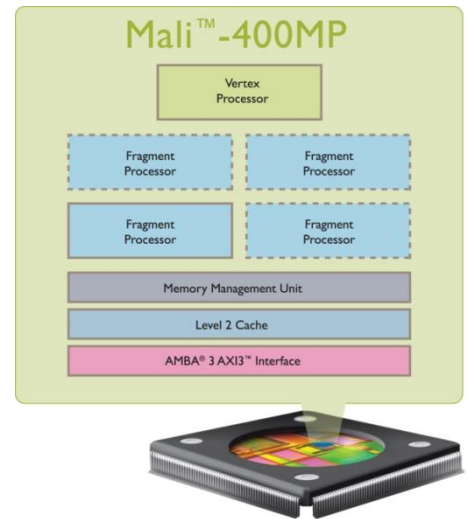 Mali™-400MP
Vertex
Processor
Fragment
Processor
Fragment
Processor
Fragment
Processor
Fragment
Processor
Memory Management Unit
Level 2 Cache
AMBA® 3 AXI3™ Interface